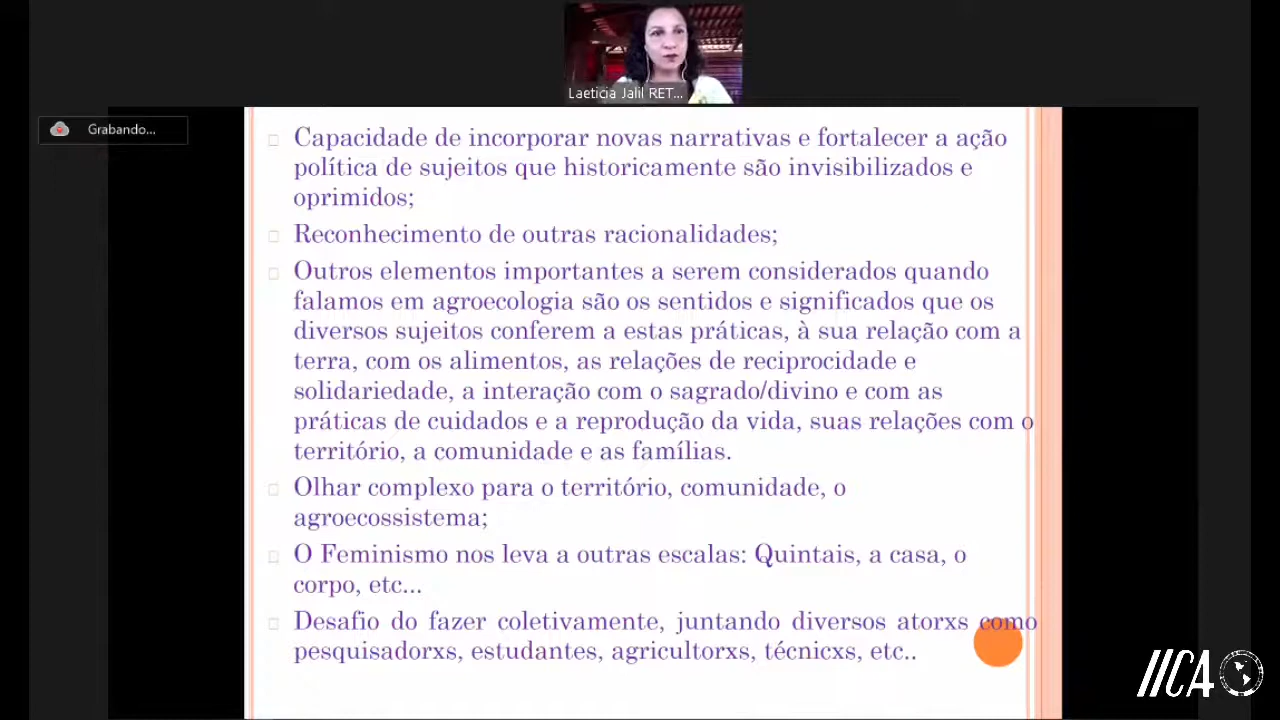 Laeticia Jalil RET...
Grabando...
Capacidade de incorporar novas narrativas e fortalecer a ação
política de sujeitos que historicamente são invisibilizados e
oprimidos;
Reconhecimento de outras racionalidades;
Outros elementos importantes a serem considerados quando
falamos em agroecologia são os sentidos e significados que os
diversos sujeitos conferem a estas práticas, à sua relação com a
terra, com os alimentos, as relações de reciprocidade e
solidariedade, a interação com o sagrado/divino e com as
práticas de cuidados e a reprodução da vida, suas relações com o
território, a comunidade e as famílias.
Olhar complexo para o território, comunidade, o
agroecossistema;
O Feminismo nos leva a outras escalas: Quintais, a casa, o
corpo, etc...
Desafio do fazer coletivamente, juntando diversos atorxs como
pesquisadorxs, estudantes, agricultorxs, técnicxs, etc..
IICA